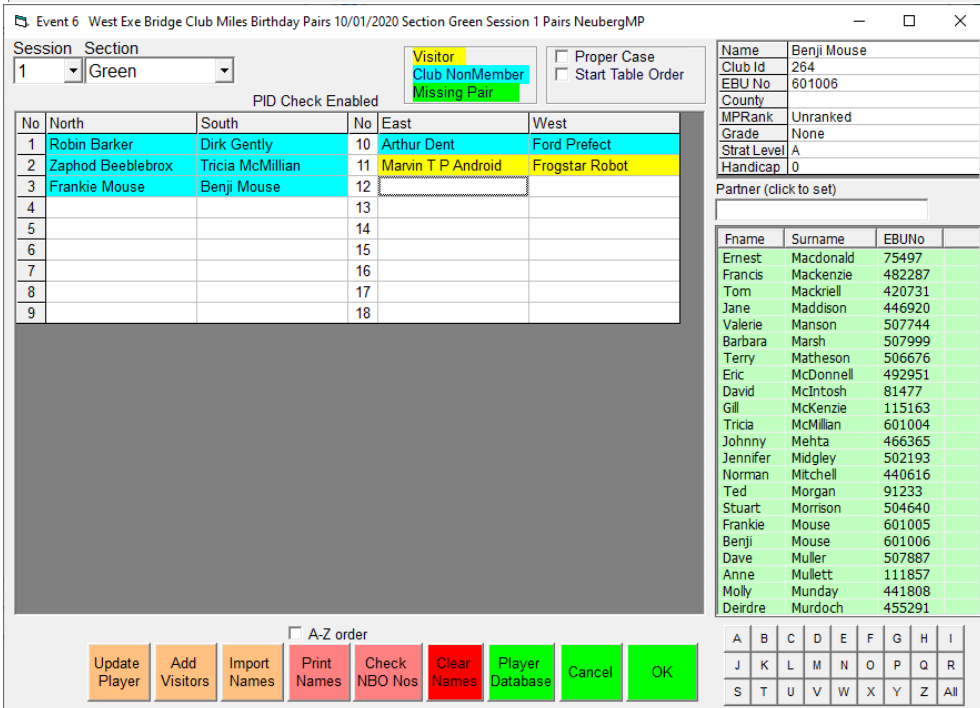 Event 6 West Exe Bridge Club Miles Birthday Pairs 10/01/2020 Section Green Session 1 Pairs NeubergMP
Session Section
1 Green
PID Check Enabled
Visitor
Club NonMember
Missing Pair
Proper Case
Start Table Order
No North South No East West
1 Robin Barker Dirk Gently 10 Arthur Dent Ford Prefect
2 Zaphod Beeblebrox Tricia McMillian 11 Marvin T P Android Frogstar Robot
3 Frankie Mouse Benji Mouse 12
4 13
5 14
6 15
7 16
8 17
9 18
Name Benji Mouse
Club Id 264
EBU No 601006
County
MPRank Unranked
Grade None
Strat Level A
Handicap 0
Partner (click to set)
Fname Surname EBUNo
Ernest Macdonald 75497
Francis Mackenzie 482287
Tom Mackriell 420731
Jane Maddison 446920
Valerie Manson 507744
Barbara Marsh 507999
Terry Matheson 506676
Eric McDonnell 492951
David McIntosh 81477
Gill McKenzie 115163
Tricia McMillian 601004
Johnny Mehta 466365
Jennifer Midgley 502193
Norman Mitchell 440616
Ted Morgan 91233
Stuart Morrison 504640
Frankie Mouse 601005
Benji Mouse 601006
Dave Muller 507887
Anne Mullett 111857
Molly Munday 441808
Deirdre Murdoch 455291
A-Z order
Update Player
Add Visitors
Import Names
Print Names
Check NBO Nos
Clear Names
Player Database
Cancel
OK
A B C D E F G H I
J K L M N O P Q R
S T U V W X Y Z All